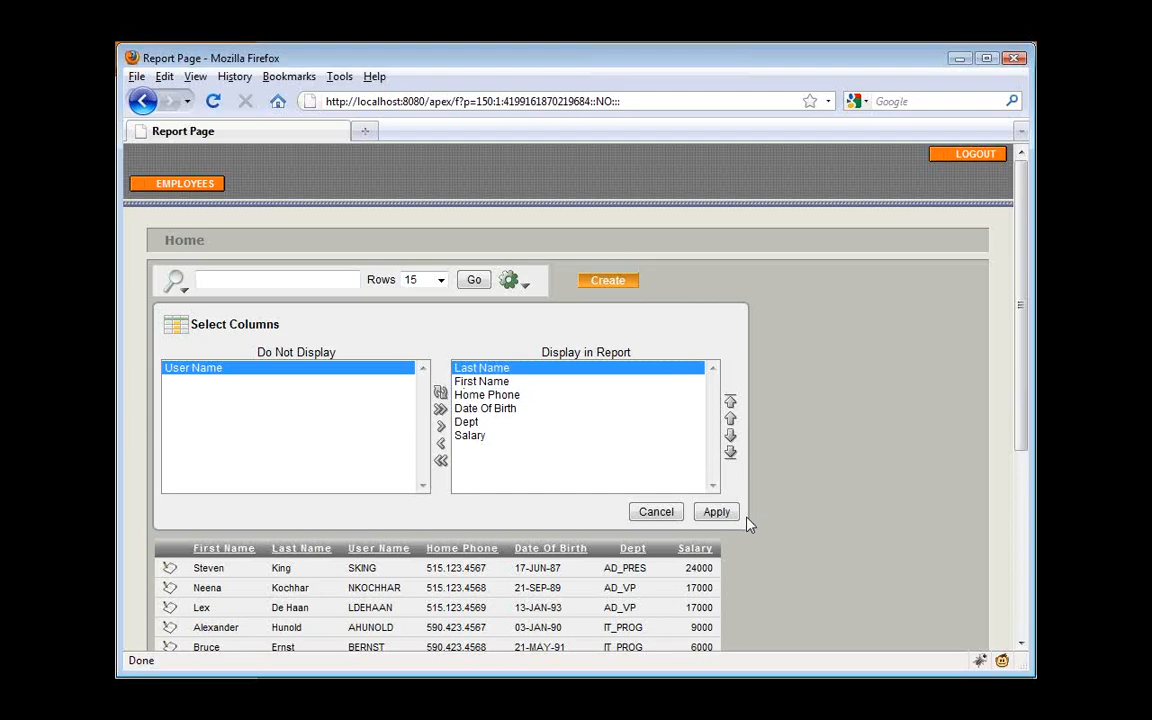 Report Page - Mozilla Firefox
File Edit View History Bookmarks Tools Help
http://localhost:8080/apex/f?p=150:1:4199161870219684::NO::: Google
Report Page
LOGOUT
EMPLOYEES
Home
Rows 15 Go Create
Select Columns
Do Not Display Display in Report
User Name Last Name
First Name
Home Phone
Date Of Birth
Dept
Salary
Cancel Apply
First Name Last Name User Name Home Phone Date Of Birth Dept Salary
Steven King SKING 515.123.4567 17-JUN-87 AD_PRES 24000
Neena Kochhar NKOCHHAR 515.123.4568 21-SEP-89 AD_VP 17000
Lex De Haan LDEHAAN 515.123.4569 13-JAN-93 AD_VP 17000
Alexander Hunold AHUNOLD 590.423.4567 03-JAN-90 IT_PROG 9000
Bruce Ernst BERNST 590.423.4568 21-MAY-91 IT_PROG 6000
Done